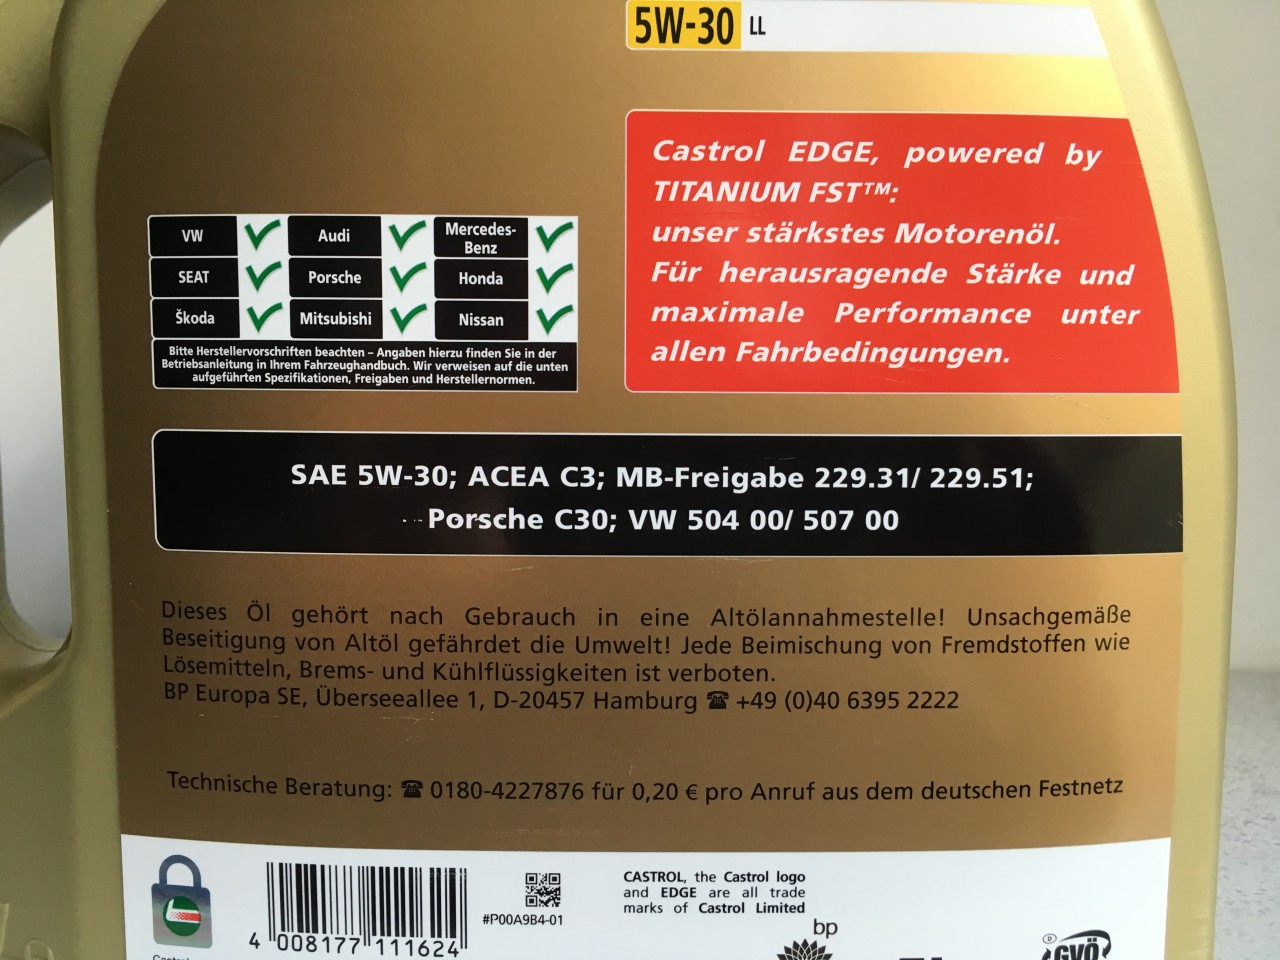 5W-30 LL
Castrol EDGE, powered by
TITANIUM FST™:
unser stärkstes Motorenöl.
Für herausragende Stärke und
maximale Performance unter
allen Fahrbedingungen.
VW Audi Mercedes-
Benz
SEAT Porsche Honda
Škoda Mitsubishi Nissan
Bitte Herstellervorschriften beachten – Angaben hierzu finden Sie in der
Betriebsanleitung in Ihrem Fahrzeughandbuch. Wir verweisen auf die unten
aufgeführten Spezifikationen, Freigaben und Herstellernormen.
SAE 5W-30; ACEA C3; MB-Freigabe 229.31/ 229.51;
Porsche C30; VW 504 00/ 507 00
Dieses Öl gehört nach Gebrauch in eine Altölannahmestelle! Unsachgemäße
Beseitigung von Altöl gefährdet die Umwelt! Jede Beimischung von Fremdstoffen wie
Lösemitteln, Brems- und Kühlflüssigkeiten ist verboten.
BP Europa SE, Überseeallee 1, D-20457 Hamburg ☎ +49 (0)40 6395 2222
Technische Beratung: ☎ 0180-4227876 für 0,20 € pro Anruf aus dem deutschen Festnetz
4 008177 111624
#P00A9B4-01
CASTROL, the Castrol logo
and EDGE are all trade
marks of Castrol Limited
bp
GVÖ